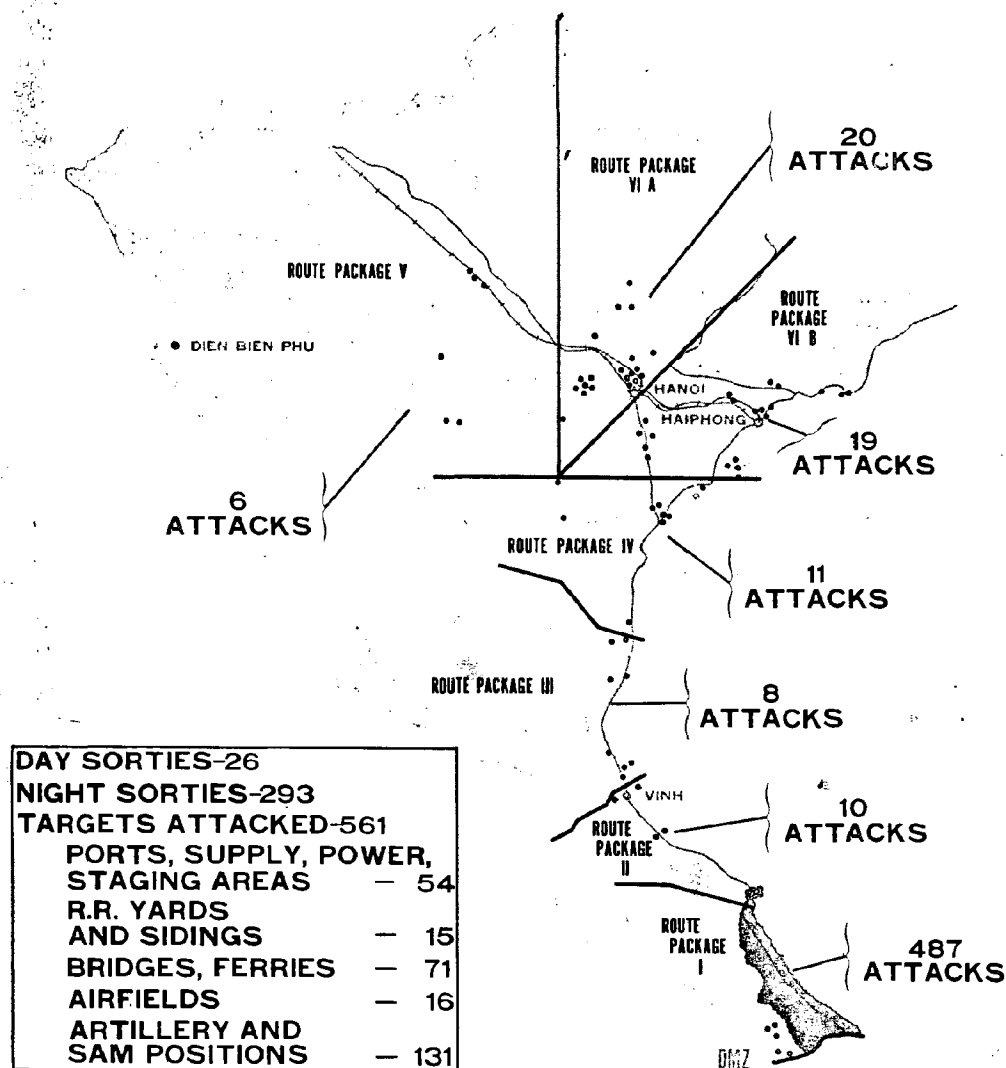 20
ATTACKS
ROUTE PACKAGE
VI A
ROUTE PACKAGE V
ROUTE
PACKAGE
VI B
DIEN BIEN PHU
HANOI
HAIPHONG
19
ATTACKS
6
ATTACKS
ROUTE PACKAGE IV
11
ATTACKS
ROUTE PACKAGE III
8
ATTACKS
VINH
10
ATTACKS
ROUTE
PACKAGE
II
ROUTE
PACKAGE
I
487
ATTACKS
DMZ
DAY SORTIES-26
NIGHT SORTIES-293
TARGETS ATTACKED-561
PORTS, SUPPLY, POWER,
STAGING AREAS — 54
R.R. YARDS
AND SIDINGS — 15
BRIDGES, FERRIES — 71
AIRFIELDS — 16
ARTILLERY AND
SAM POSITIONS — 131